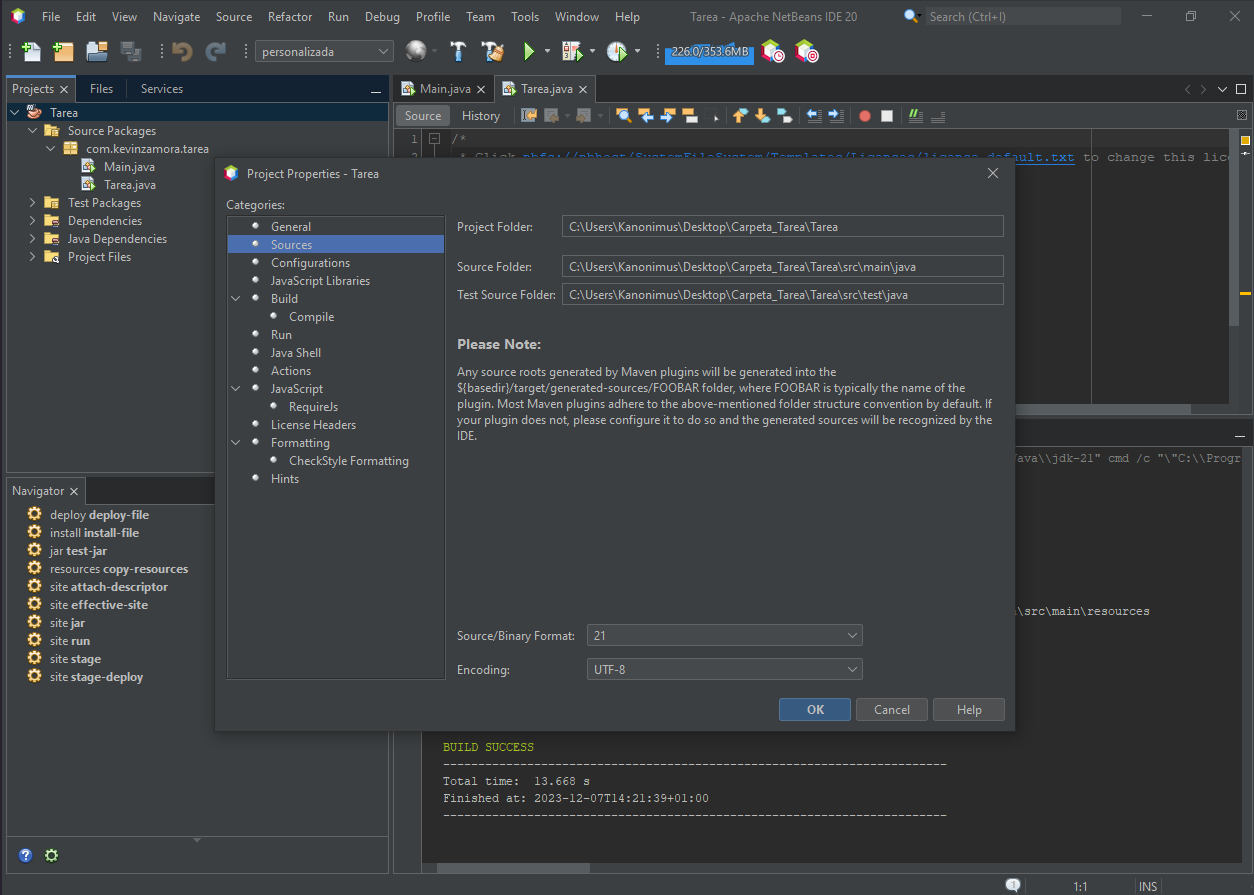 File Edit View Navigate Source Refactor Run Debug Profile Team Tools Window Help
Tarea - Apache NetBeans IDE 20
Search (Ctrl+I)
personalizada
226.0/353.6MB
Projects
Files
Services
Main.java
Tarea.java
Source
History
Tarea
Source Packages
com.kevinzamora.tarea
Main.java
Tarea.java
Test Packages
Dependencies
Java Dependencies
Project Files
1 /*
to change this lice
Project Properties - Tarea
Categories:
General
Sources
Configurations
JavaScript Libraries
Build
Compile
Run
Java Shell
Actions
JavaScript
RequireJs
License Headers
Formatting
CheckStyle Formatting
Hints
Project Folder: C:\Users\Kanonimus\Desktop\Carpeta_Tarea\Tarea
Source Folder: C:\Users\Kanonimus\Desktop\Carpeta_Tarea\Tarea\src\main\java
Test Source Folder: C:\Users\Kanonimus\Desktop\Carpeta_Tarea\Tarea\src\test\java
Please Note:
Any source roots generated by Maven plugins will be generated into the
${basedir}/target/generated-sources/FOOBAR folder, where FOOBAR is typically the name of the
plugin. Most Maven plugins adhere to the above-mentioned folder structure convention by default. If
your plugin does not, please configure it to do so and the generated sources will be recognized by the
IDE.
Source/Binary Format: 21
Encoding: UTF-8
OK
Cancel
Help
Navigator
deploy deploy-file
install install-file
jar test-jar
resources copy-resources
site attach-descriptor
site effective-site
site jar
site run
site stage
site stage-deploy
Java\\jdk-21" cmd /c "\"C:\\Progr
\src\main\resources
BUILD SUCCESS
------------------------------------------------------------------------
Total time:  13.668 s
Finished at: 2023-12-07T14:21:39+01:00
------------------------------------------------------------------------
1
1:1
INS